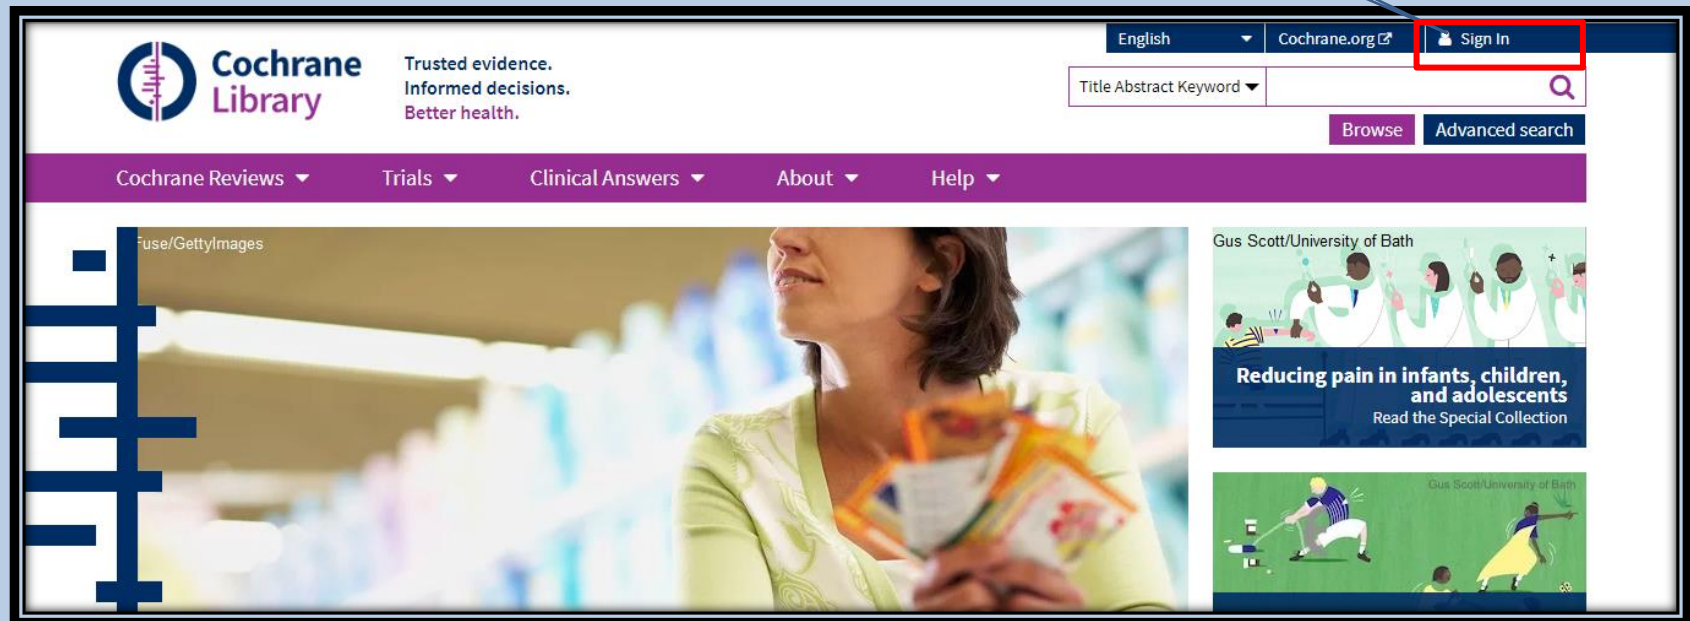 English
Cochrane.org
Sign In
Cochrane
Library
Trusted evidence.
Informed decisions.
Better health.
Title Abstract Keyword
Browse
Advanced search
Cochrane Reviews
Trials
Clinical Answers
About
Help
Fuse/GettyImages
Gus Scott/University of Bath
Reducing pain in infants, children,
and adolescents
Read the Special Collection
Gus Scott/University of Bath